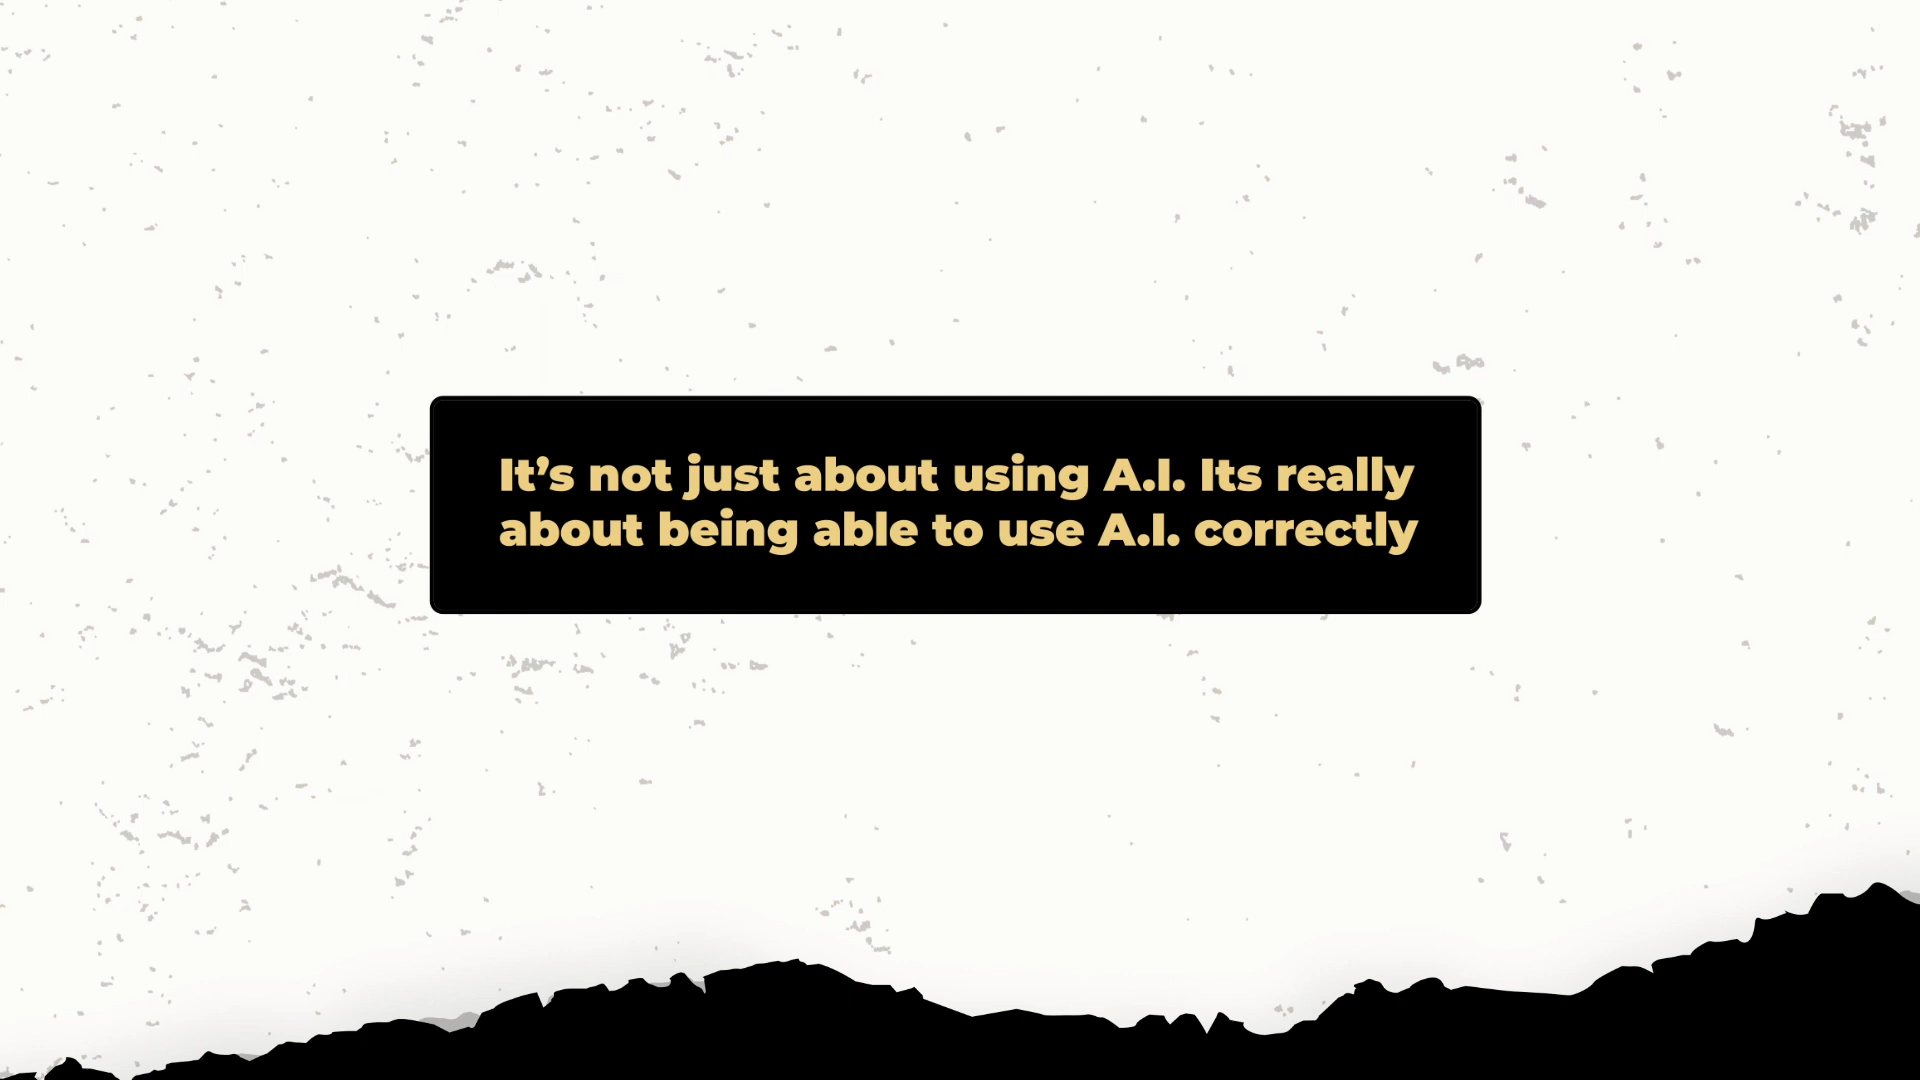 It’s not just about using A.I. Its really
about being able to use A.I. correctly